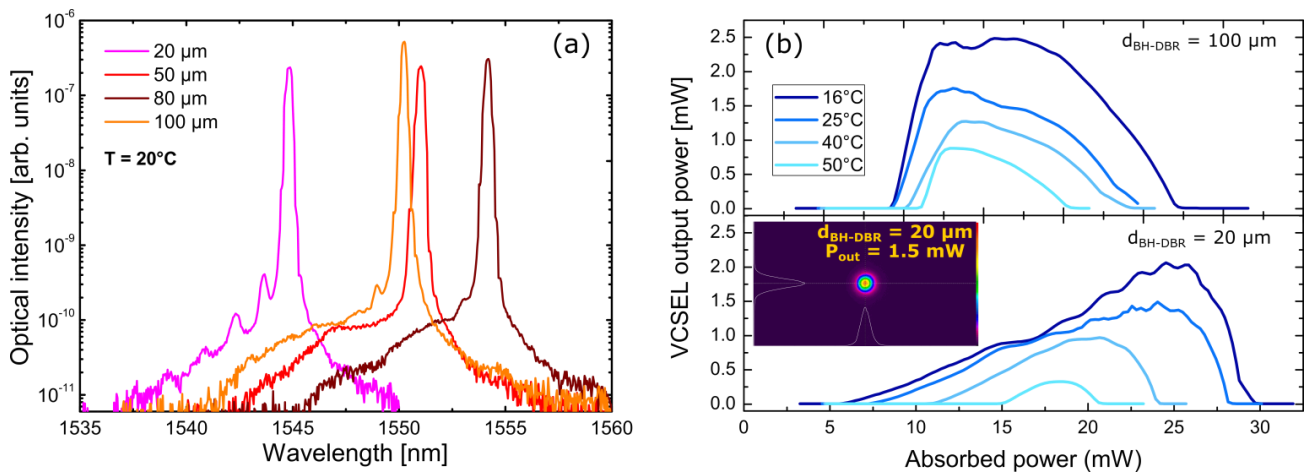 (a)
20 μm
50 μm
80 μm
100 μm
T = 20°C
10⁻⁶
10⁻⁷
10⁻⁸
10⁻⁹
10⁻¹⁰
10⁻¹¹
Optical intensity [arb. units]
1535 1540 1545 1550 1555 1560
Wavelength [nm]
(b)
d_BH-DBR = 100 μm
16°C
25°C
40°C
50°C
2.5
2.0
1.5
1.0
0.5
0.0
VCSEL output power [mW]
d_BH-DBR = 20 μm
P_out = 1.5 mW
d_BH-DBR = 20 μm
2.5
2.0
1.5
1.0
0.5
0.0
0 5 10 15 20 25 30
Absorbed power (mW)